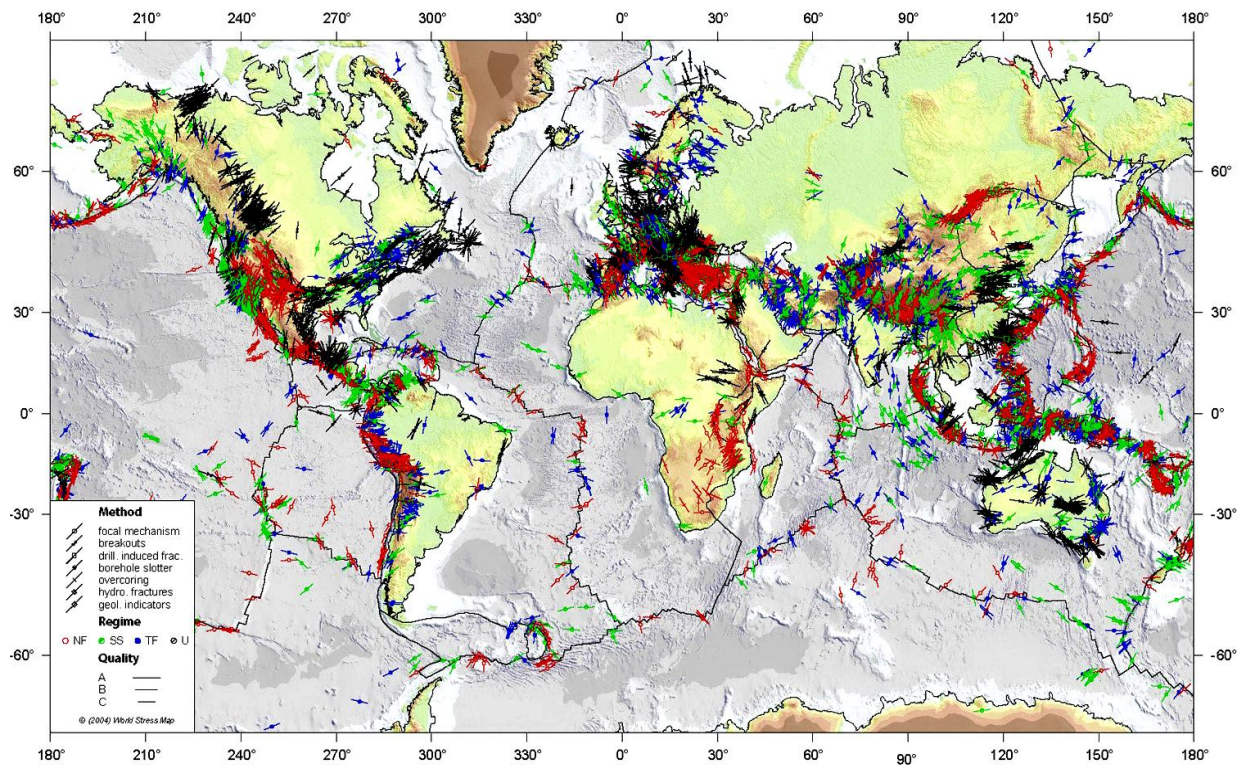 180° 210° 240° 270° 300° 330° 0° 30° 60° 90° 120° 150° 180°
60° 60°
30° 30°
0° 0°
-30° -30°
-60° -60°
Method
focal mechanism
breakouts
drill. induced frac.
borehole slotter
overcoring
hydro. fractures
geol. indicators
Regime
NF SS TF U
Quality
A
B
C
© (2004) World Stress Map
180° 210° 240° 270° 300° 330° 0° 30° 60° 90° 120° 150° 180°